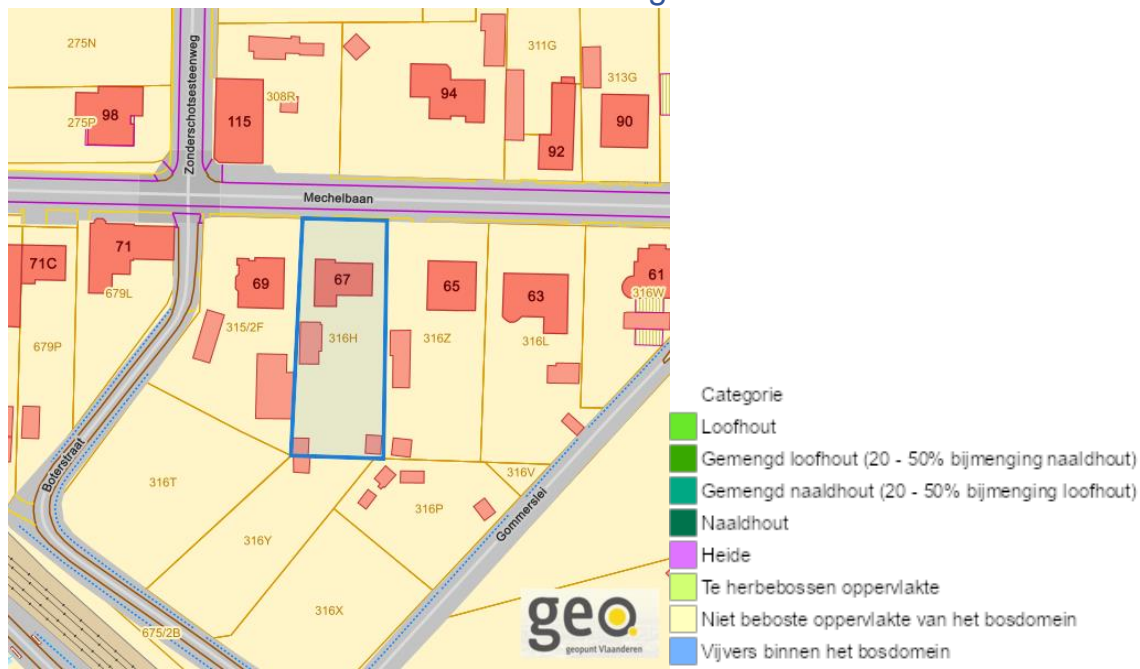 275N
Zonderschotsesteenweg
311G
313G
308R
94
98
275P
115
90
92
Mechelbaan
71
71C
679L
69
67
65
63
61
316W
315/2F
316H
316Z
316L
679P
Boterstraat
316T
316V
316P
Gommerslei
316Y
316X
675/2B
geo
geopunt Vlaanderen
Categorie
Loofhout
Gemengd loofhout (20 - 50% bijmenging naaldhout)
Gemengd naaldhout (20 - 50% bijmenging loofhout)
Naaldhout
Heide
Te herbebossen oppervlakte
Niet beboste oppervlakte van het bosdomein
Vijvers binnen het bosdomein